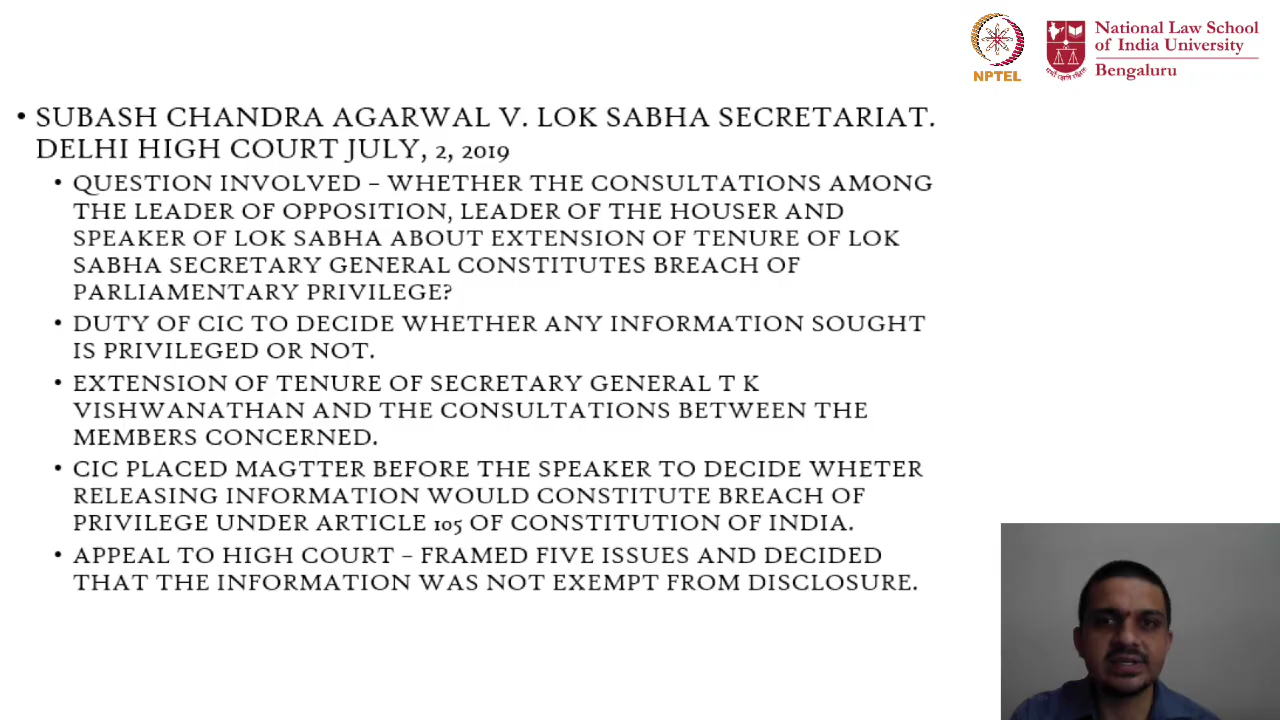 National Law School
of India University
Bengaluru
NPTEL
• SUBASH CHANDRA AGARWAL V. LOK SABHA SECRETARIAT.
DELHI HIGH COURT JULY, 2, 2019
• QUESTION INVOLVED – WHETHER THE CONSULTATIONS AMONG
THE LEADER OF OPPOSITION, LEADER OF THE HOUSER AND
SPEAKER OF LOK SABHA ABOUT EXTENSION OF TENURE OF LOK
SABHA SECRETARY GENERAL CONSTITUTES BREACH OF
PARLIAMENTARY PRIVILEGE?
• DUTY OF CIC TO DECIDE WHETHER ANY INFORMATION SOUGHT
IS PRIVILEGED OR NOT.
• EXTENSION OF TENURE OF SECRETARY GENERAL T K
VISHWANATHAN AND THE CONSULTATIONS BETWEEN THE
MEMBERS CONCERNED.
• CIC PLACED MAGTTER BEFORE THE SPEAKER TO DECIDE WHETER
RELEASING INFORMATION WOULD CONSTITUTE BREACH OF
PRIVILEGE UNDER ARTICLE 105 OF CONSTITUTION OF INDIA.
• APPEAL TO HIGH COURT – FRAMED FIVE ISSUES AND DECIDED
THAT THE INFORMATION WAS NOT EXEMPT FROM DISCLOSURE.